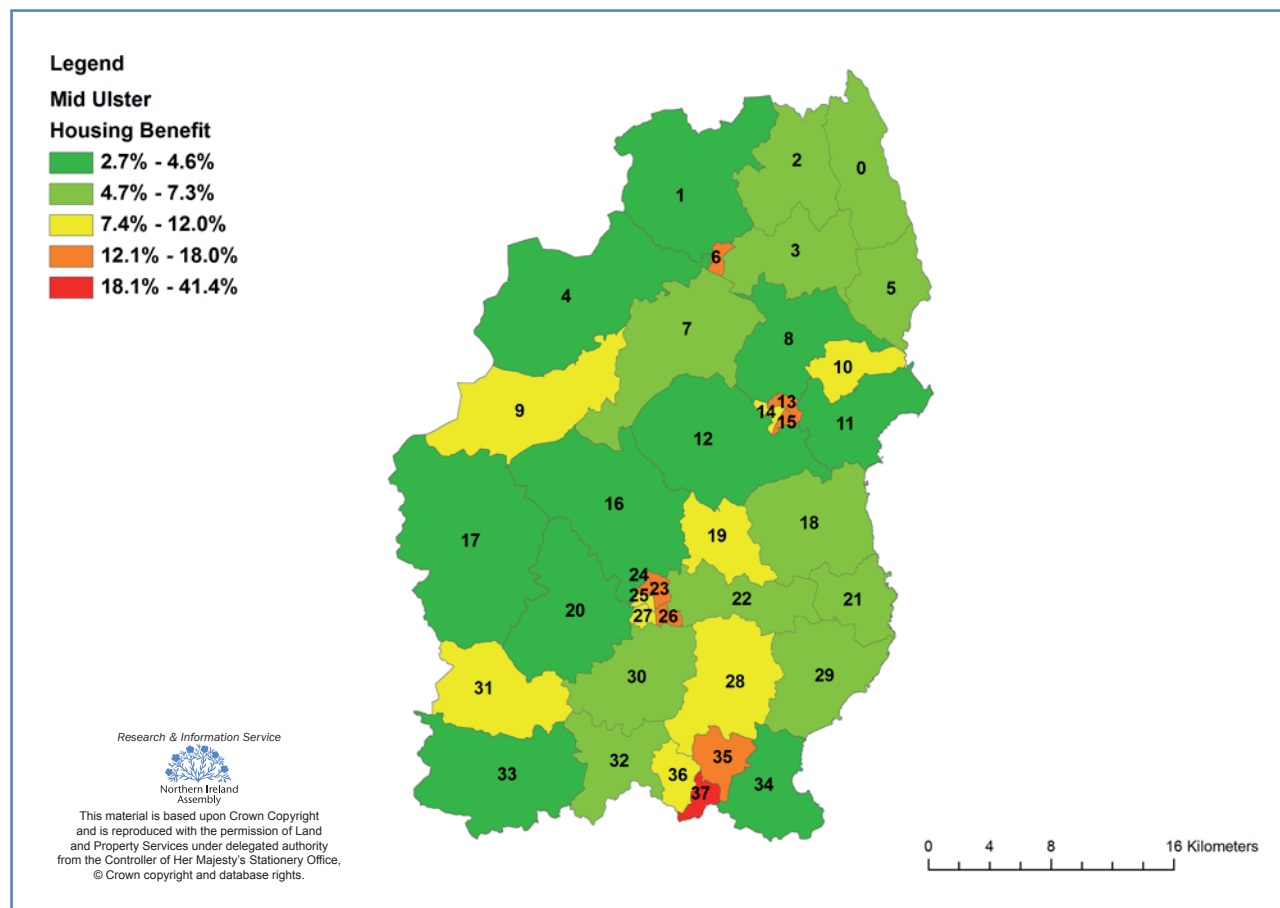 Legend
Mid Ulster
Housing Benefit
2.7% - 4.6%
4.7% - 7.3%
7.4% - 12.0%
12.1% - 18.0%
18.1% - 41.4%
0
2
1
3
6
5
4
7
8
10
9
13
14
15
11
12
16
18
19
17
24
23
25
22
21
20
27
26
29
30
28
31
35
32
33
36
34
37
Research & Information Service
Northern Ireland
Assembly
This material is based upon Crown Copyright
and is reproduced with the permission of Land
and Property Services under delegated authority
from the Controller of Her Majesty's Stationery Office,
© Crown copyright and database rights.
0 4 8 16 Kilometers